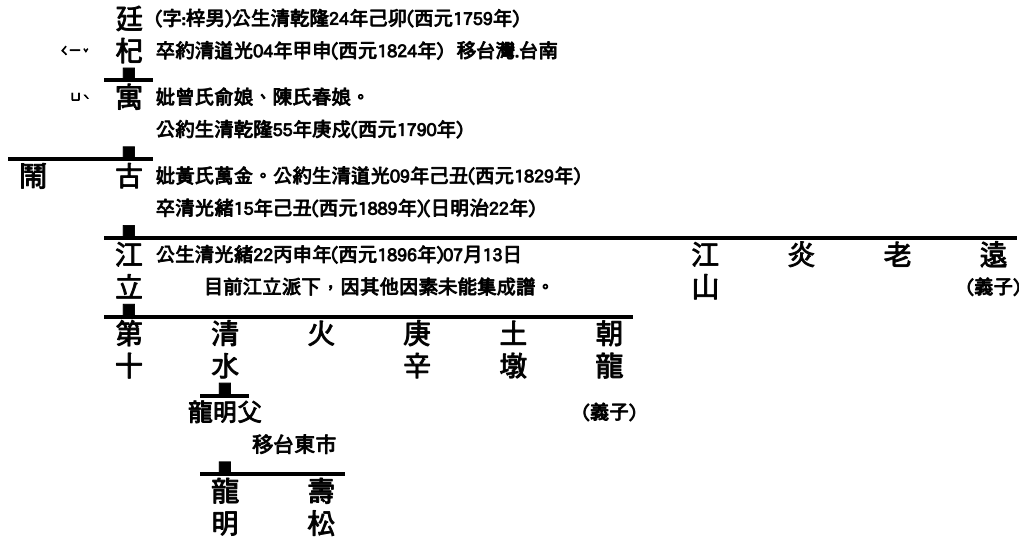 廷杞 (字:梓男)公生清乾隆24年己卯(西元1759年)
ㄑㄧˇ 卒約清道光04年甲申(西元1824年) 移台灣.台南
ㄩˋ 寓 妣曾氏俞娘、陳氏春娘。
公約生清乾隆55年庚戍(西元1790年)
鬧 古 妣黃氏萬金。公約生清道光09年己丑(西元1829年)
卒清光緒15年己丑(西元1889年)(日明治22年)
江立 公生清光緒22丙申年(西元1896年)07月13日 江山 炎 老 遠
目前江立派下，因其他因素未能集成譜。 (義子)
第十 清水 火 庚辛 土墩 朝龍
龍明父 (義子)
移台東市
龍明 壽松